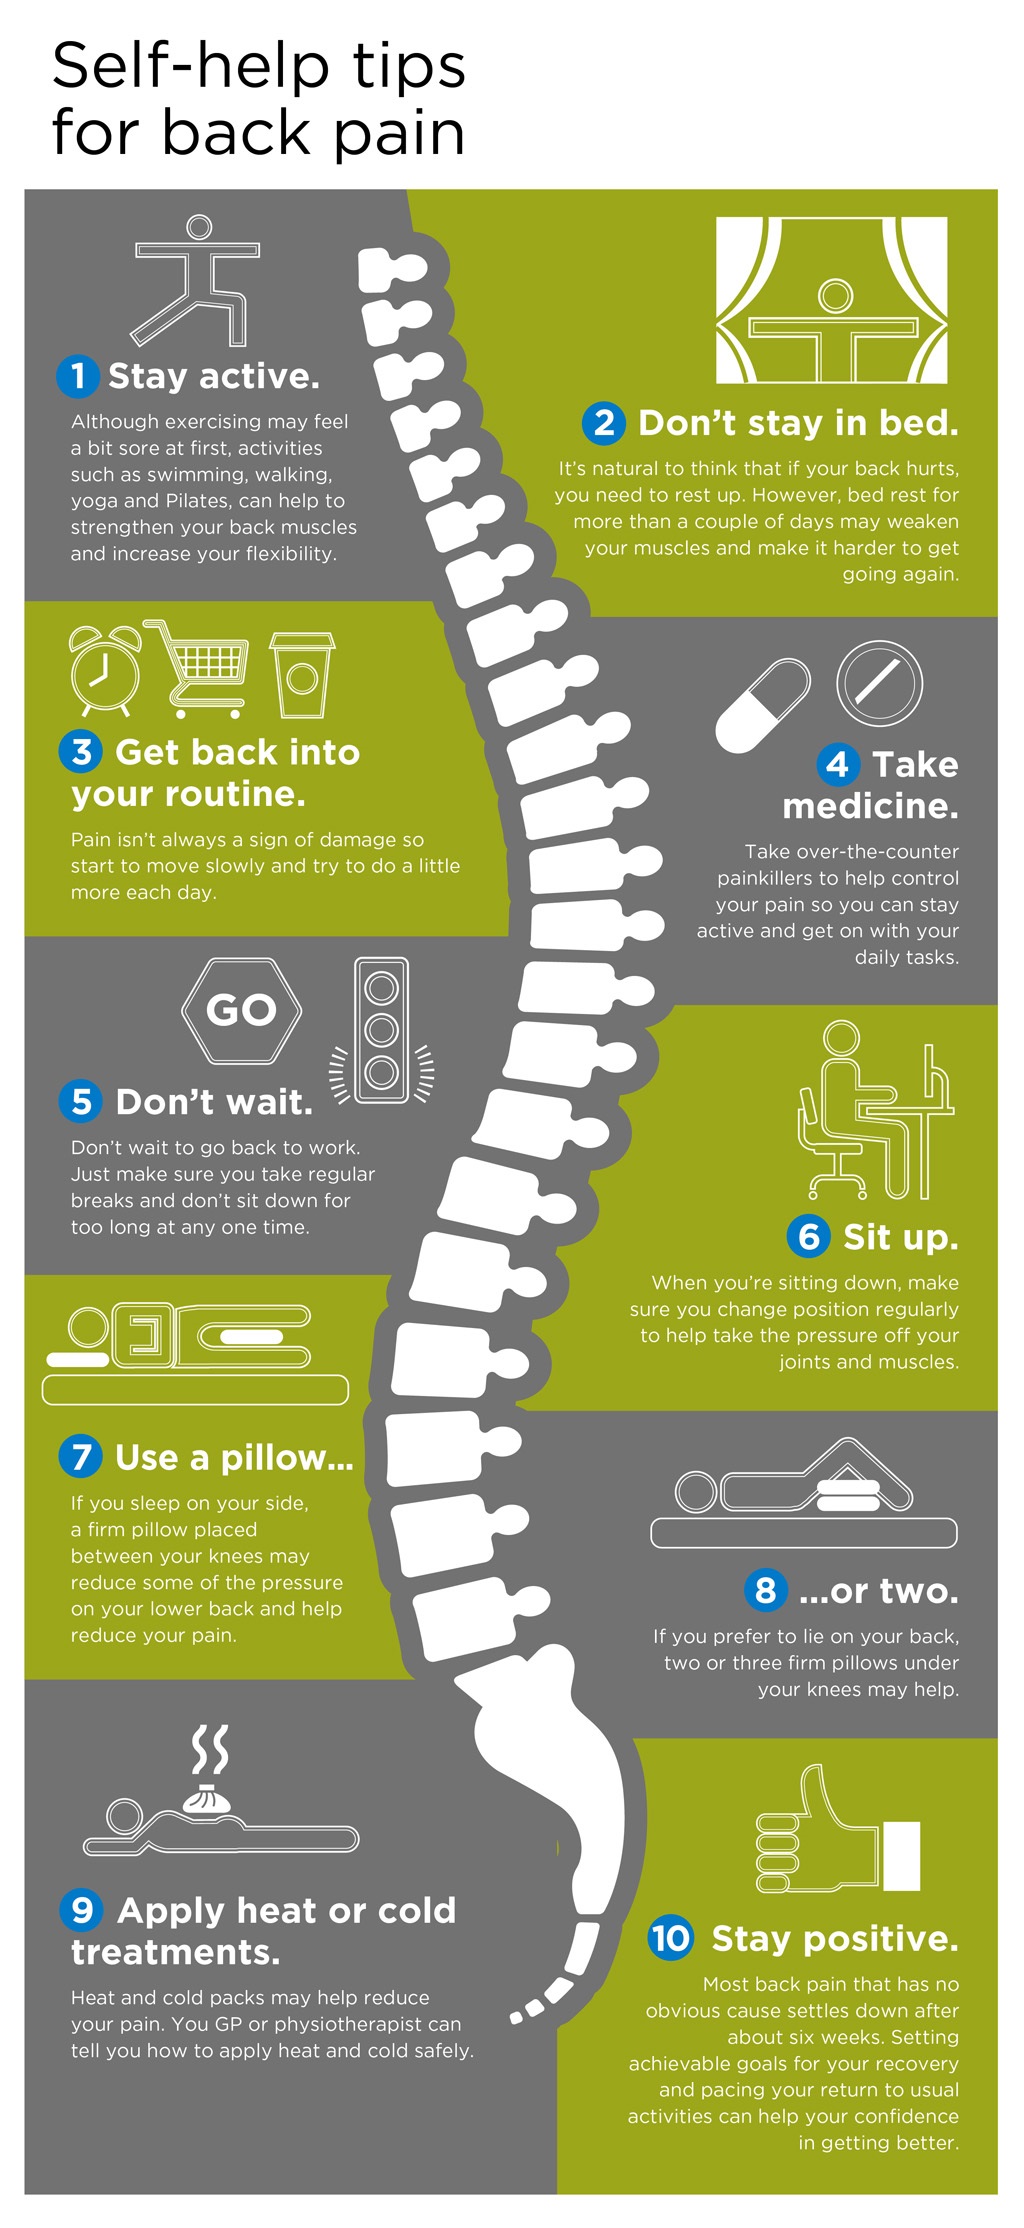 Self-help tips
for back pain
1 Stay active.
Although exercising may feel
a bit sore at first, activities
such as swimming, walking,
yoga and Pilates, can help to
strengthen your back muscles
and increase your flexibility.
2 Don't stay in bed.
It's natural to think that if your back hurts,
you need to rest up. However, bed rest for
more than a couple of days may weaken
your muscles and make it harder to get
going again.
3 Get back into
your routine.
Pain isn't always a sign of damage so
start to move slowly and try to do a little
more each day.
4 Take
medicine.
Take over-the-counter
painkillers to help control
your pain so you can stay
active and get on with your
daily tasks.
GO
5 Don't wait.
Don't wait to go back to work.
Just make sure you take regular
breaks and don't sit down for
too long at any one time.
6 Sit up.
When you're sitting down, make
sure you change position regularly
to help take the pressure off your
joints and muscles.
7 Use a pillow...
If you sleep on your side,
a firm pillow placed
between your knees may
reduce some of the pressure
on your lower back and help
reduce your pain.
8 ...or two.
If you prefer to lie on your back,
two or three firm pillows under
your knees may help.
9 Apply heat or cold
treatments.
Heat and cold packs may help reduce
your pain. You GP or physiotherapist can
tell you how to apply heat and cold safely.
10 Stay positive.
Most back pain that has no
obvious cause settles down after
about six weeks. Setting
achievable goals for your recovery
and pacing your return to usual
activities can help your confidence
in getting better.